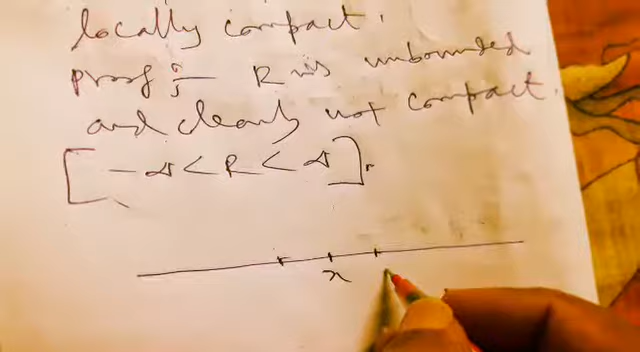 locally compact.
proof :- R is unbounded
and clearly not compact.
[-∞ < R < ∞].
x